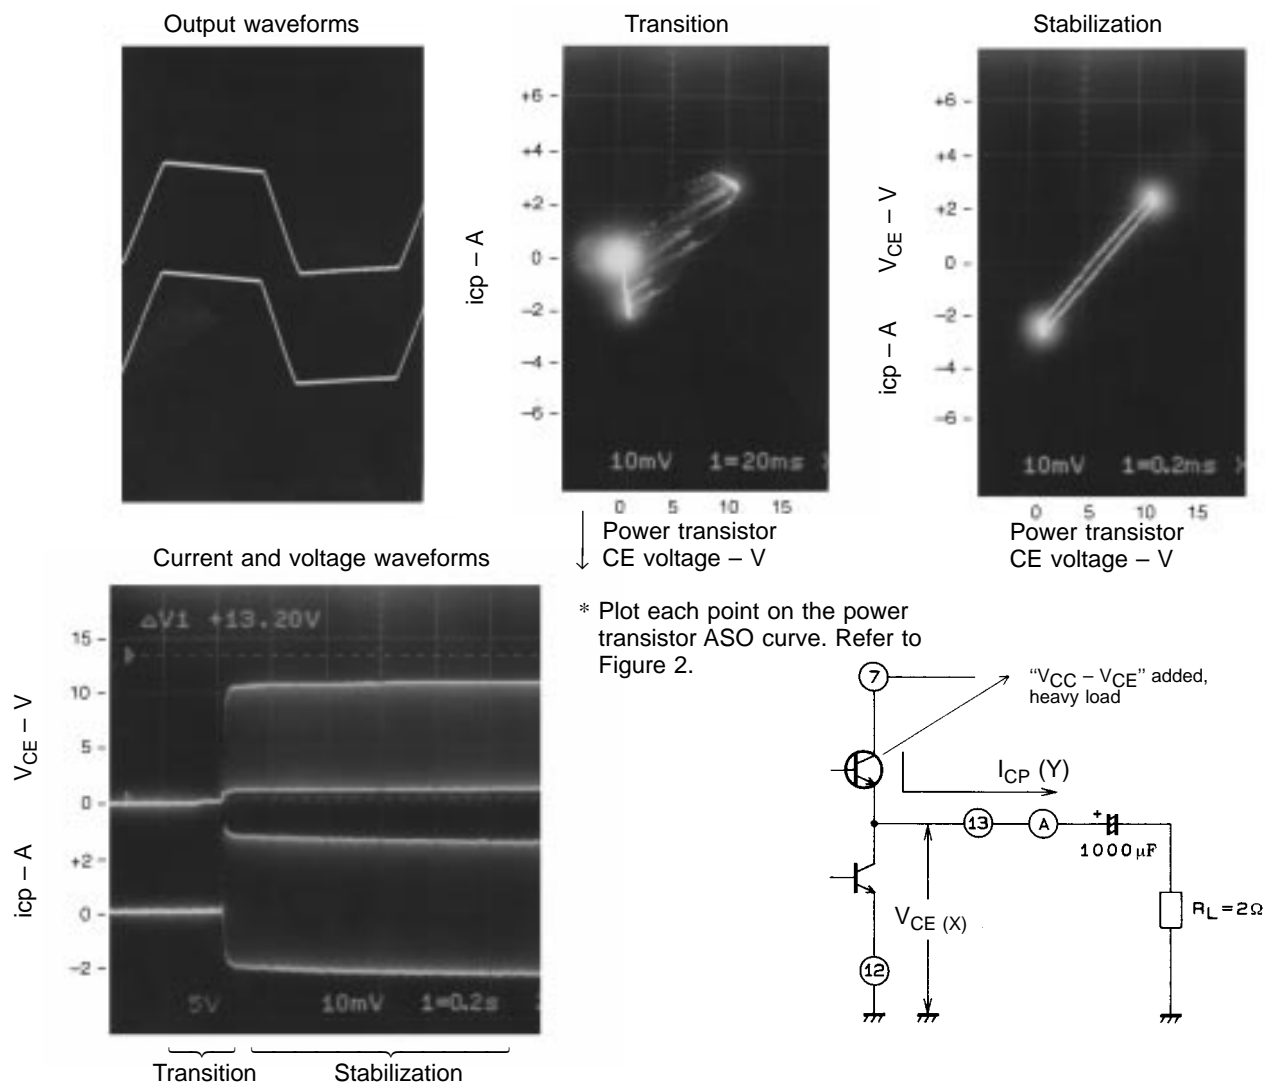 Output waveforms
Transition
+6
+4
+2
0
−2
−4
−6
icp – A
10mV 1=20ms
0 5 10 15
Power transistor
CE voltage – V
Stabilization
+6
+4
+2
0
−2
−4
−6
icp – A VCE – V
10mV 1=0.2ms
0 5 10 15
Power transistor
CE voltage – V
* Plot each point on the power
transistor ASO curve. Refer to
Figure 2.
Current and voltage waveforms
△V1 +13.20V
15
10
5
0
+2
0
−2
icp – A VCE – V
5V 10mV 1=0.2s
Transition Stabilization
7
“VCC – VCE” added,
heavy load
ICP (Y)
13
A
+
1000µF
VCE (X)
RL=2Ω
12